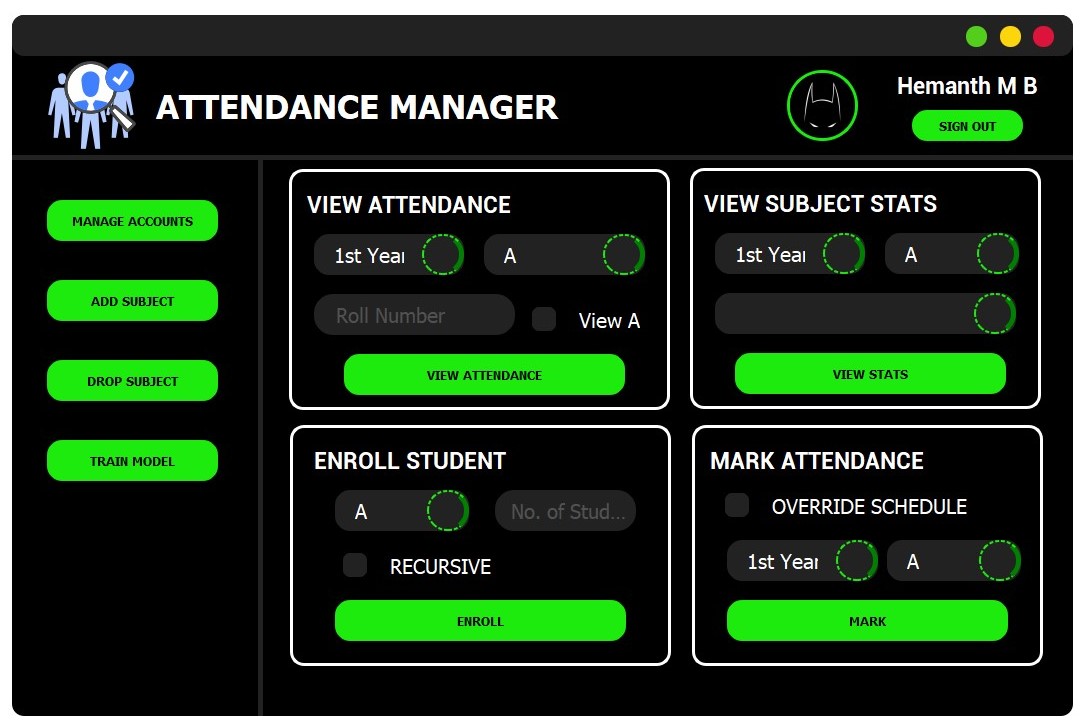 ATTENDANCE MANAGER
Hemanth M B
SIGN OUT
MANAGE ACCOUNTS
ADD SUBJECT
DROP SUBJECT
TRAIN MODEL
VIEW ATTENDANCE
1st Year A
Roll Number View A
VIEW ATTENDANCE
VIEW SUBJECT STATS
1st Year A
VIEW STATS
ENROLL STUDENT
A No. of Stud...
RECURSIVE
ENROLL
MARK ATTENDANCE
OVERRIDE SCHEDULE
1st Year A
MARK